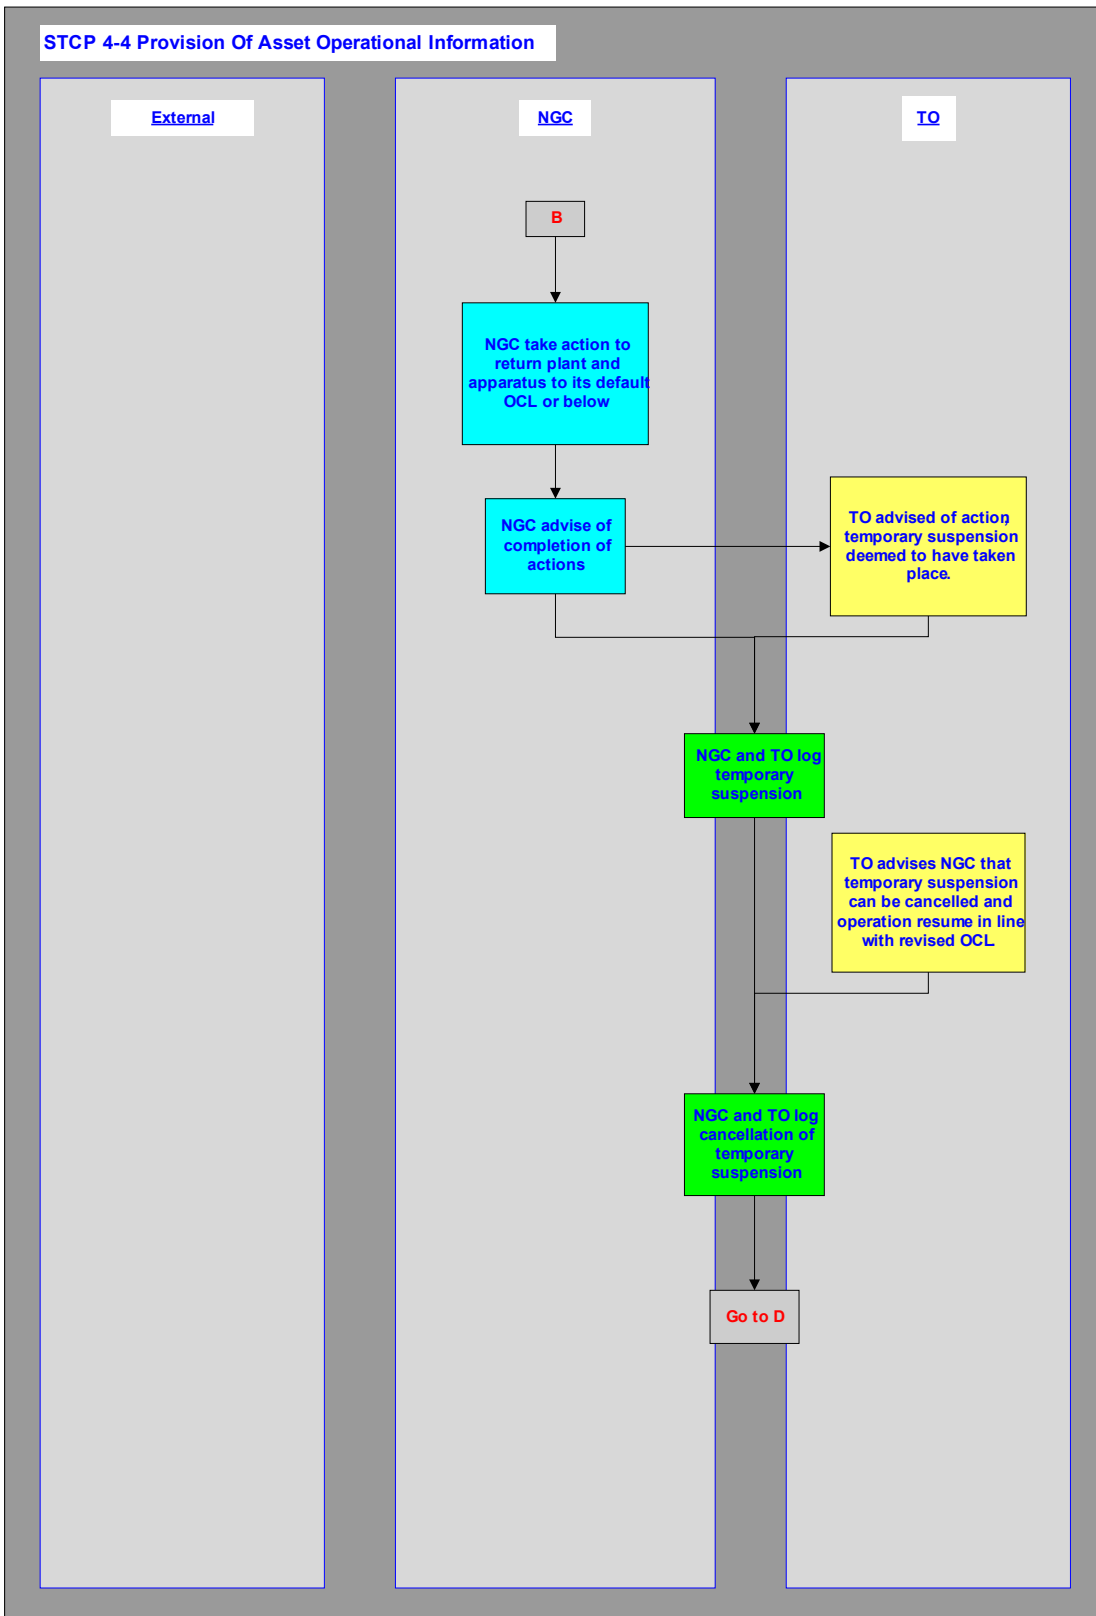 STCP 4-4 Provision Of Asset Operational Information
External
NGC
TO
B
NGC take action to
return plant and
apparatus to its default
OCL or below
NGC advise of
completion of
actions
TO advised of action,
temporary suspension
deemed to have taken
place.
NGC and TO log
temporary
suspension
TO advises NGC that
temporary suspension
can be cancelled and
operation resume in line
with revised OCL
NGC and TO log
cancellation of
temporary
suspension
Go to D